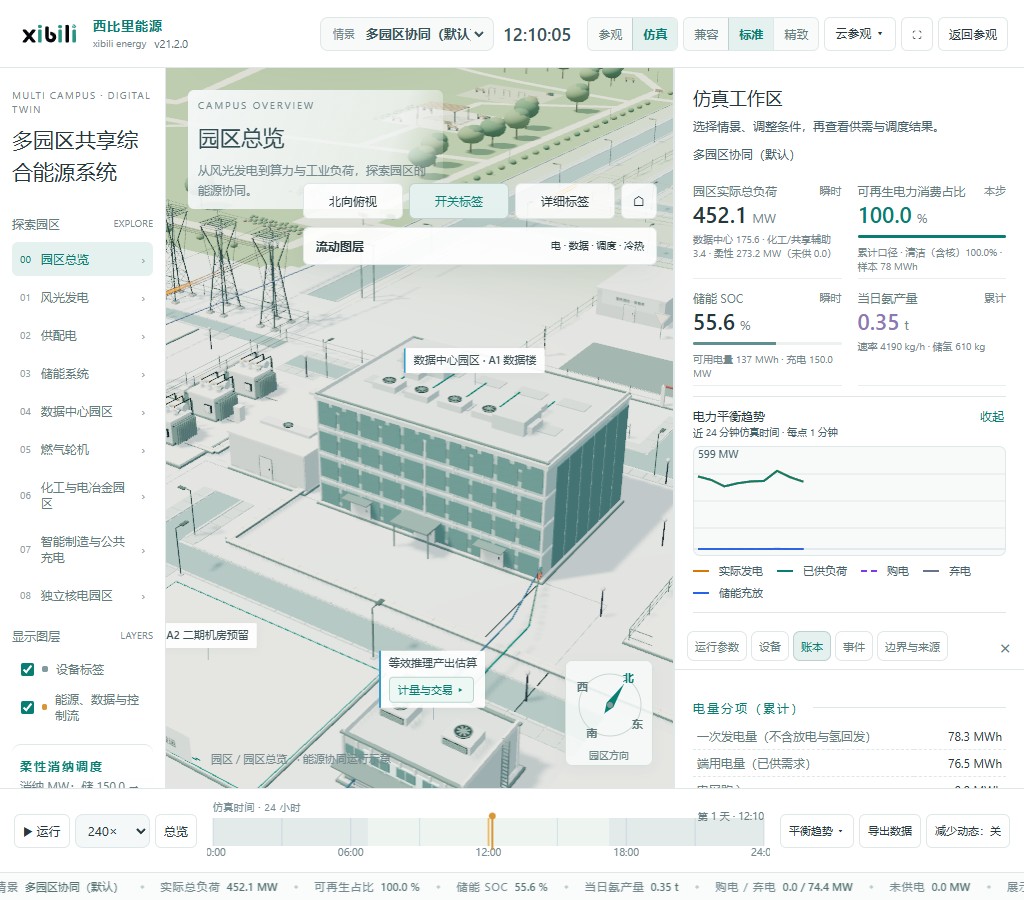 xibili
西比里能源
xibili energy v21.2.0
情景 多园区协同（默认
12:10:05
参观 仿真
兼容 标准 精致
云参观
返回参观
MULTI CAMPUS · DIGITAL TWIN
多园区共享综合能源系统
探索园区 EXPLORE
00 园区总览 ›
01 风光发电 ›
02 供配电 ›
03 储能系统 ›
04 数据中心园区 ›
05 燃气轮机 ›
06 化工与电冶金园区 ›
07 智能制造与公共充电 ›
08 独立核电园区 ›
显示图层 LAYERS
设备标签
能源、数据与控制流
柔性消纳调度
CAMPUS OVERVIEW
园区总览
从风光发电到算力与工业负荷，探索园区的能源协同。
北向俯视 开关标签 详细标签
流动图层 电 · 数据 · 调度 · 冷热
数据中心园区 · A1 数据楼
A2 二期机房预留
等效推理产出估算
计量与交易
北
西
东
南
园区方向
园区 / 园区总览
仿真工作区
选择情景、调整条件，再查看供需与调度结果。
多园区协同（默认）
园区实际总负荷 瞬时
452.1 MW
数据中心 175.6 · 化工/共享辅助 3.4 · 柔性 273.2 MW（未供 0.0）
可再生电力消费占比 本步
100.0 %
累计口径 · 清洁（含核）100.0% · 样本 78 MWh
储能 SOC 瞬时
55.6 %
可用电量 137 MWh · 充电 150.0 MW
当日氨产量 累计
0.35 t
速率 4190 kg/h · 储氢 610 kg
电力平衡趋势 收起
近 24 分钟仿真时间 · 每点 1 分钟
599 MW
实际发电 已供负荷 购电 弃电
储能充放
运行参数 设备 账本 事件 边界与来源 ×
电量分项（累计）
一次发电量（不含放电与氢回发） 78.3 MWh
端用电量（已供需求） 76.5 MWh
运行 240× 总览
仿真时间 · 24 小时
第 1 天 · 12:10
0:00 06:00 12:00 18:00 24:0
平衡趋势 导出数据 减少动态：关
情景 多园区协同（默认） 实际总负荷 452.1 MW 可再生占比 100.0 % 储能 SOC 55.6 % 当日氨产量 0.35 t 购电 / 弃电 0.0 / 74.4 MW 未供电 0.0 MW 展